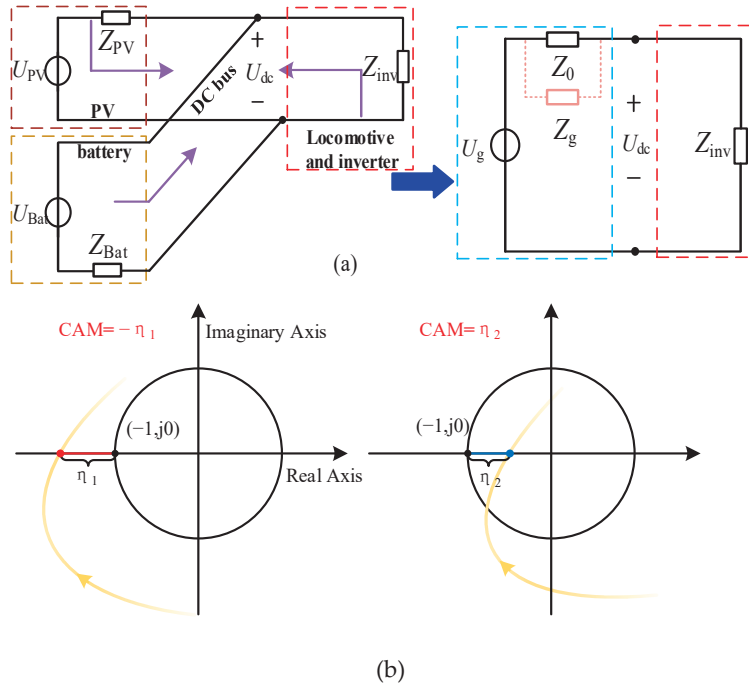 Z_PV
U_PV
PV
battery
DC bus
+
U_dc
−
Z_inv
Locomotive
and inverter
U_Bat
Z_Bat
(a)
Z_0
Z_g
U_g
+
U_dc
−
Z_inv
CAM= − η_1
Imaginary Axis
(−1,j0)
η_1
Real Axis
CAM= η_2
(−1,j0)
η_2
(b)